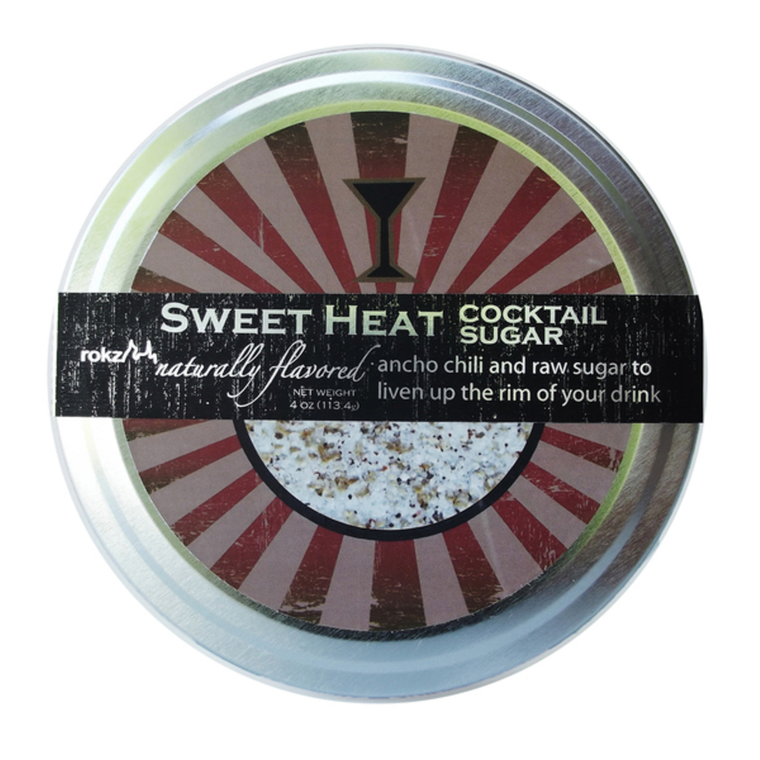 SWEET HEAT COCKTAIL SUGAR
rokz naturally flavored
ancho chili and raw sugar to
liven up the rim of your drink
NET WEIGHT
4 oz (113.4g)